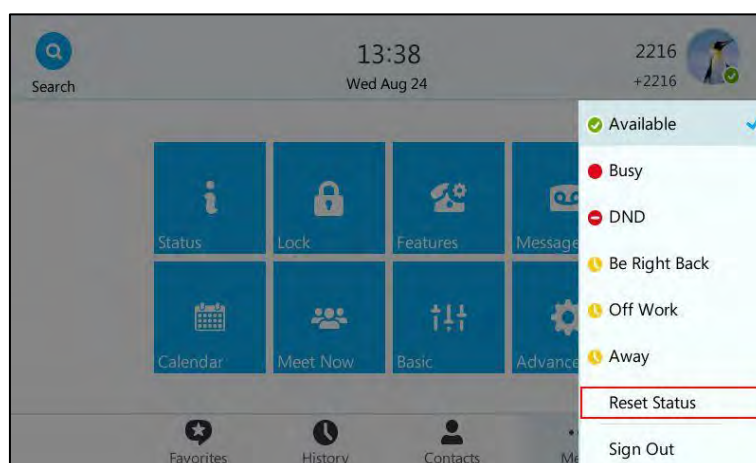 13:38
Wed Aug 24
2216
+2216
Search
Available
Busy
DND
Be Right Back
Off Work
Away
Reset Status
Sign Out
Status
Lock
Features
Message
Calendar
Meet Now
Basic
Advance
Favorites
History
Contacts